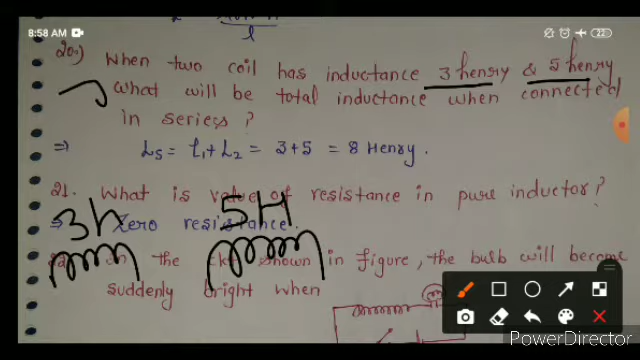 8:58 AM
22
l
20.) When two coil has inductance 3 henry & 5 henry
what will be total inductance when connected
in series?
⇒ Ls = L1 + L2 = 3+5 = 8 Henry.
21. What is value of resistance in pure inductor?
3h 5H
⇒ Zero resistance.
the ckt shown in figure, the bulb will become
suddenly bright when
PowerDirector